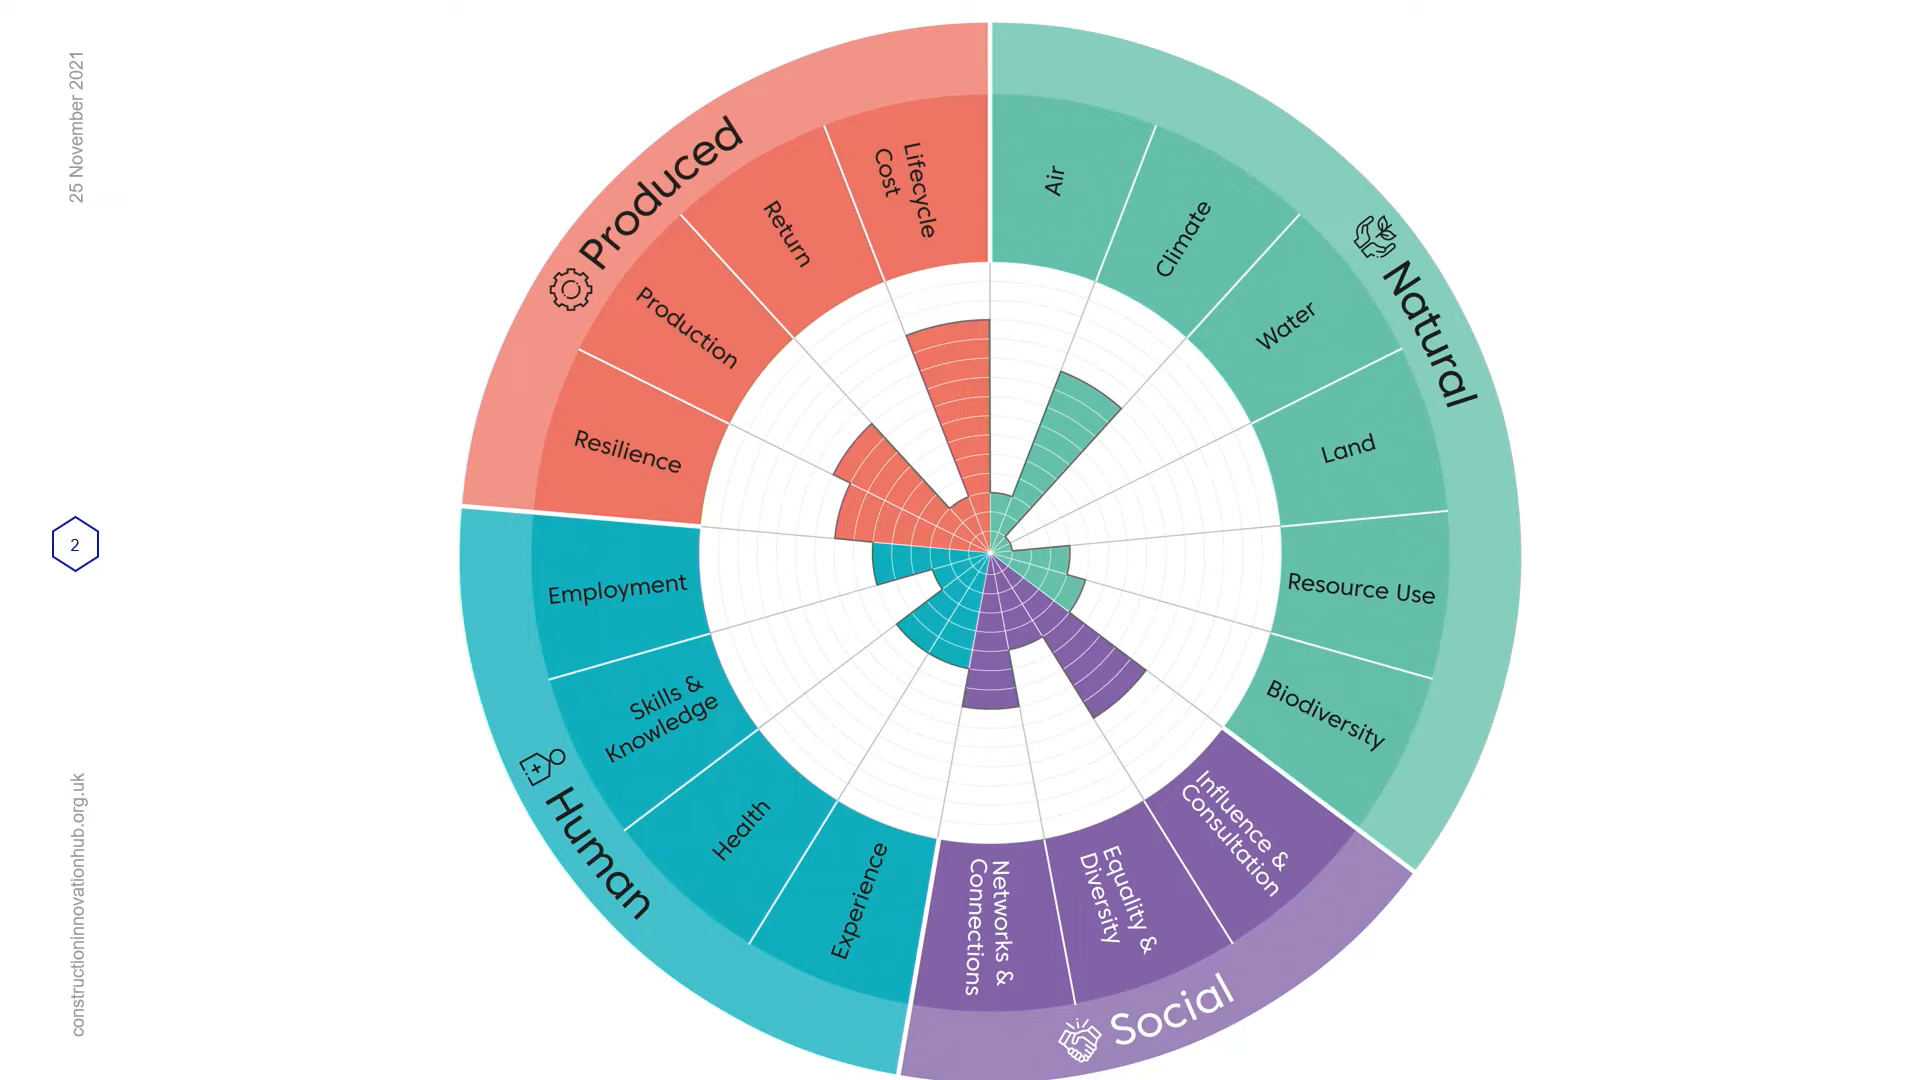 25 November 2021
2
constructioninnovationhub.org.uk
Produced
Lifecycle
Cost
Return
Production
Resilience
Natural
Air
Climate
Water
Land
Resource Use
Biodiversity
Social
Influence &
Consultation
Equality &
Diversity
Networks &
Connections
Human
Experience
Health
Skills &
Knowledge
Employment